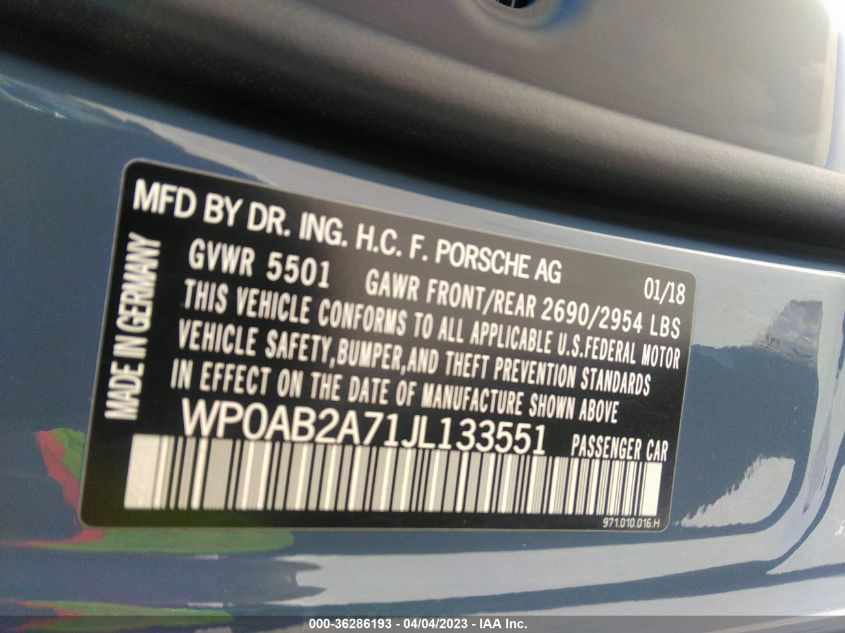 MFD BY DR. ING. H.C. F. PORSCHE AG 01/18
GVWR 5501 GAWR FRONT/REAR 2690/2954 LBS
THIS VEHICLE CONFORMS TO ALL APPLICABLE U.S.FEDERAL MOTOR
VEHICLE SAFETY,BUMPER,AND THEFT PREVENTION STANDARDS
IN EFFECT ON THE DATE OF MANUFACTURE SHOWN ABOVE
WP0AB2A71JL133551 PASSENGER CAR
MADE IN GERMANY
971.010.016.H
000-36286193 - 04/04/2023 - IAA Inc.